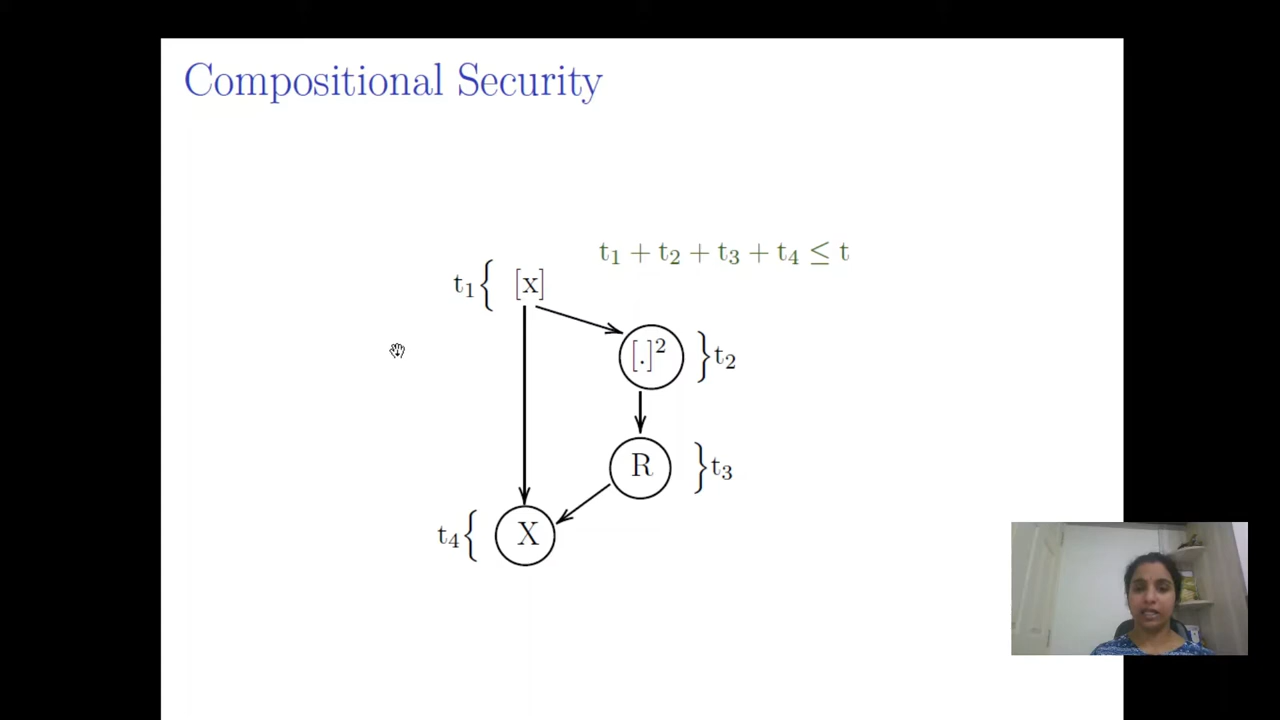 Compositional Security
t₁ + t₂ + t₃ + t₄ ≤ t
t₁{ [x]
[.]² }t₂
R }t₃
t₄{ X